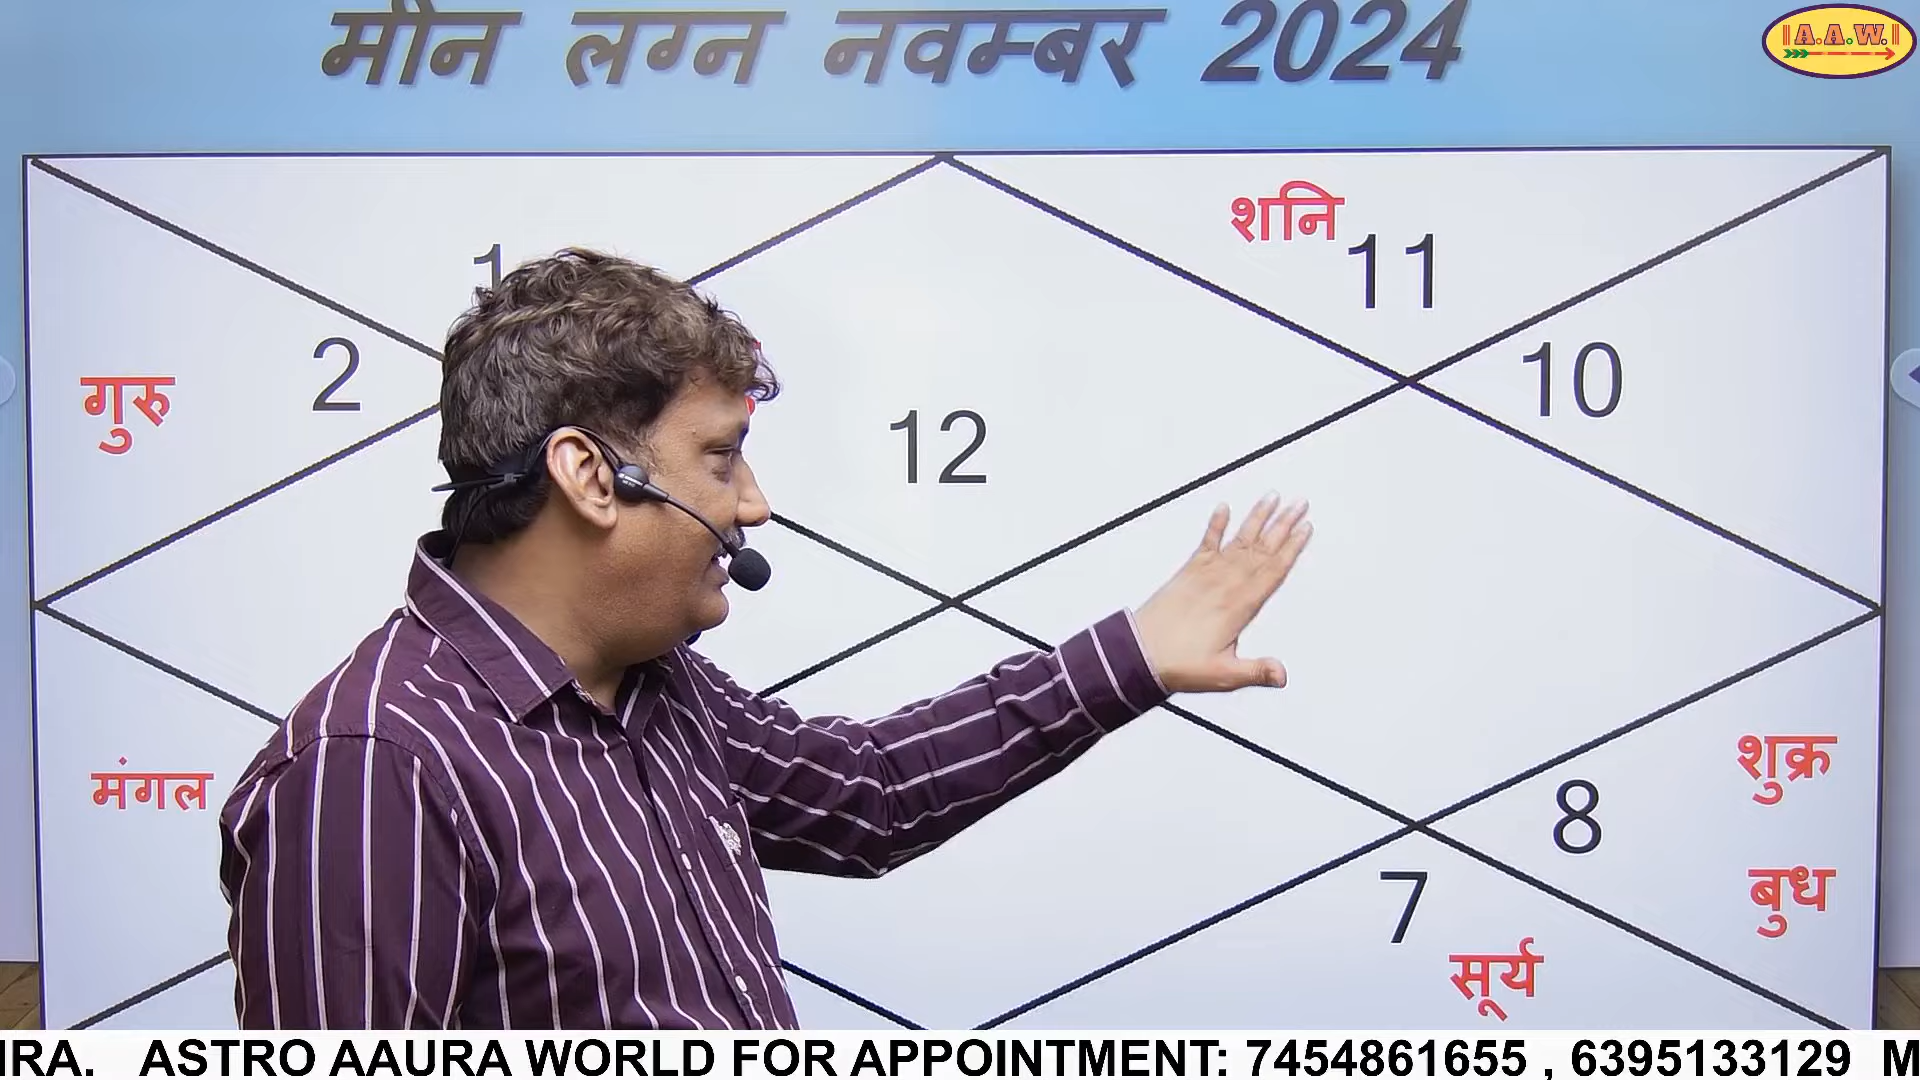 मीन लग्न नवम्बर 2024
A.A.W.
शनि
11
1
2
10
गुरु
12
शुक्र
मंगल
8
बुध
7
सूर्य
ASTRO AAURA WORLD FOR APPOINTMENT: 7454861655 , 6395133129